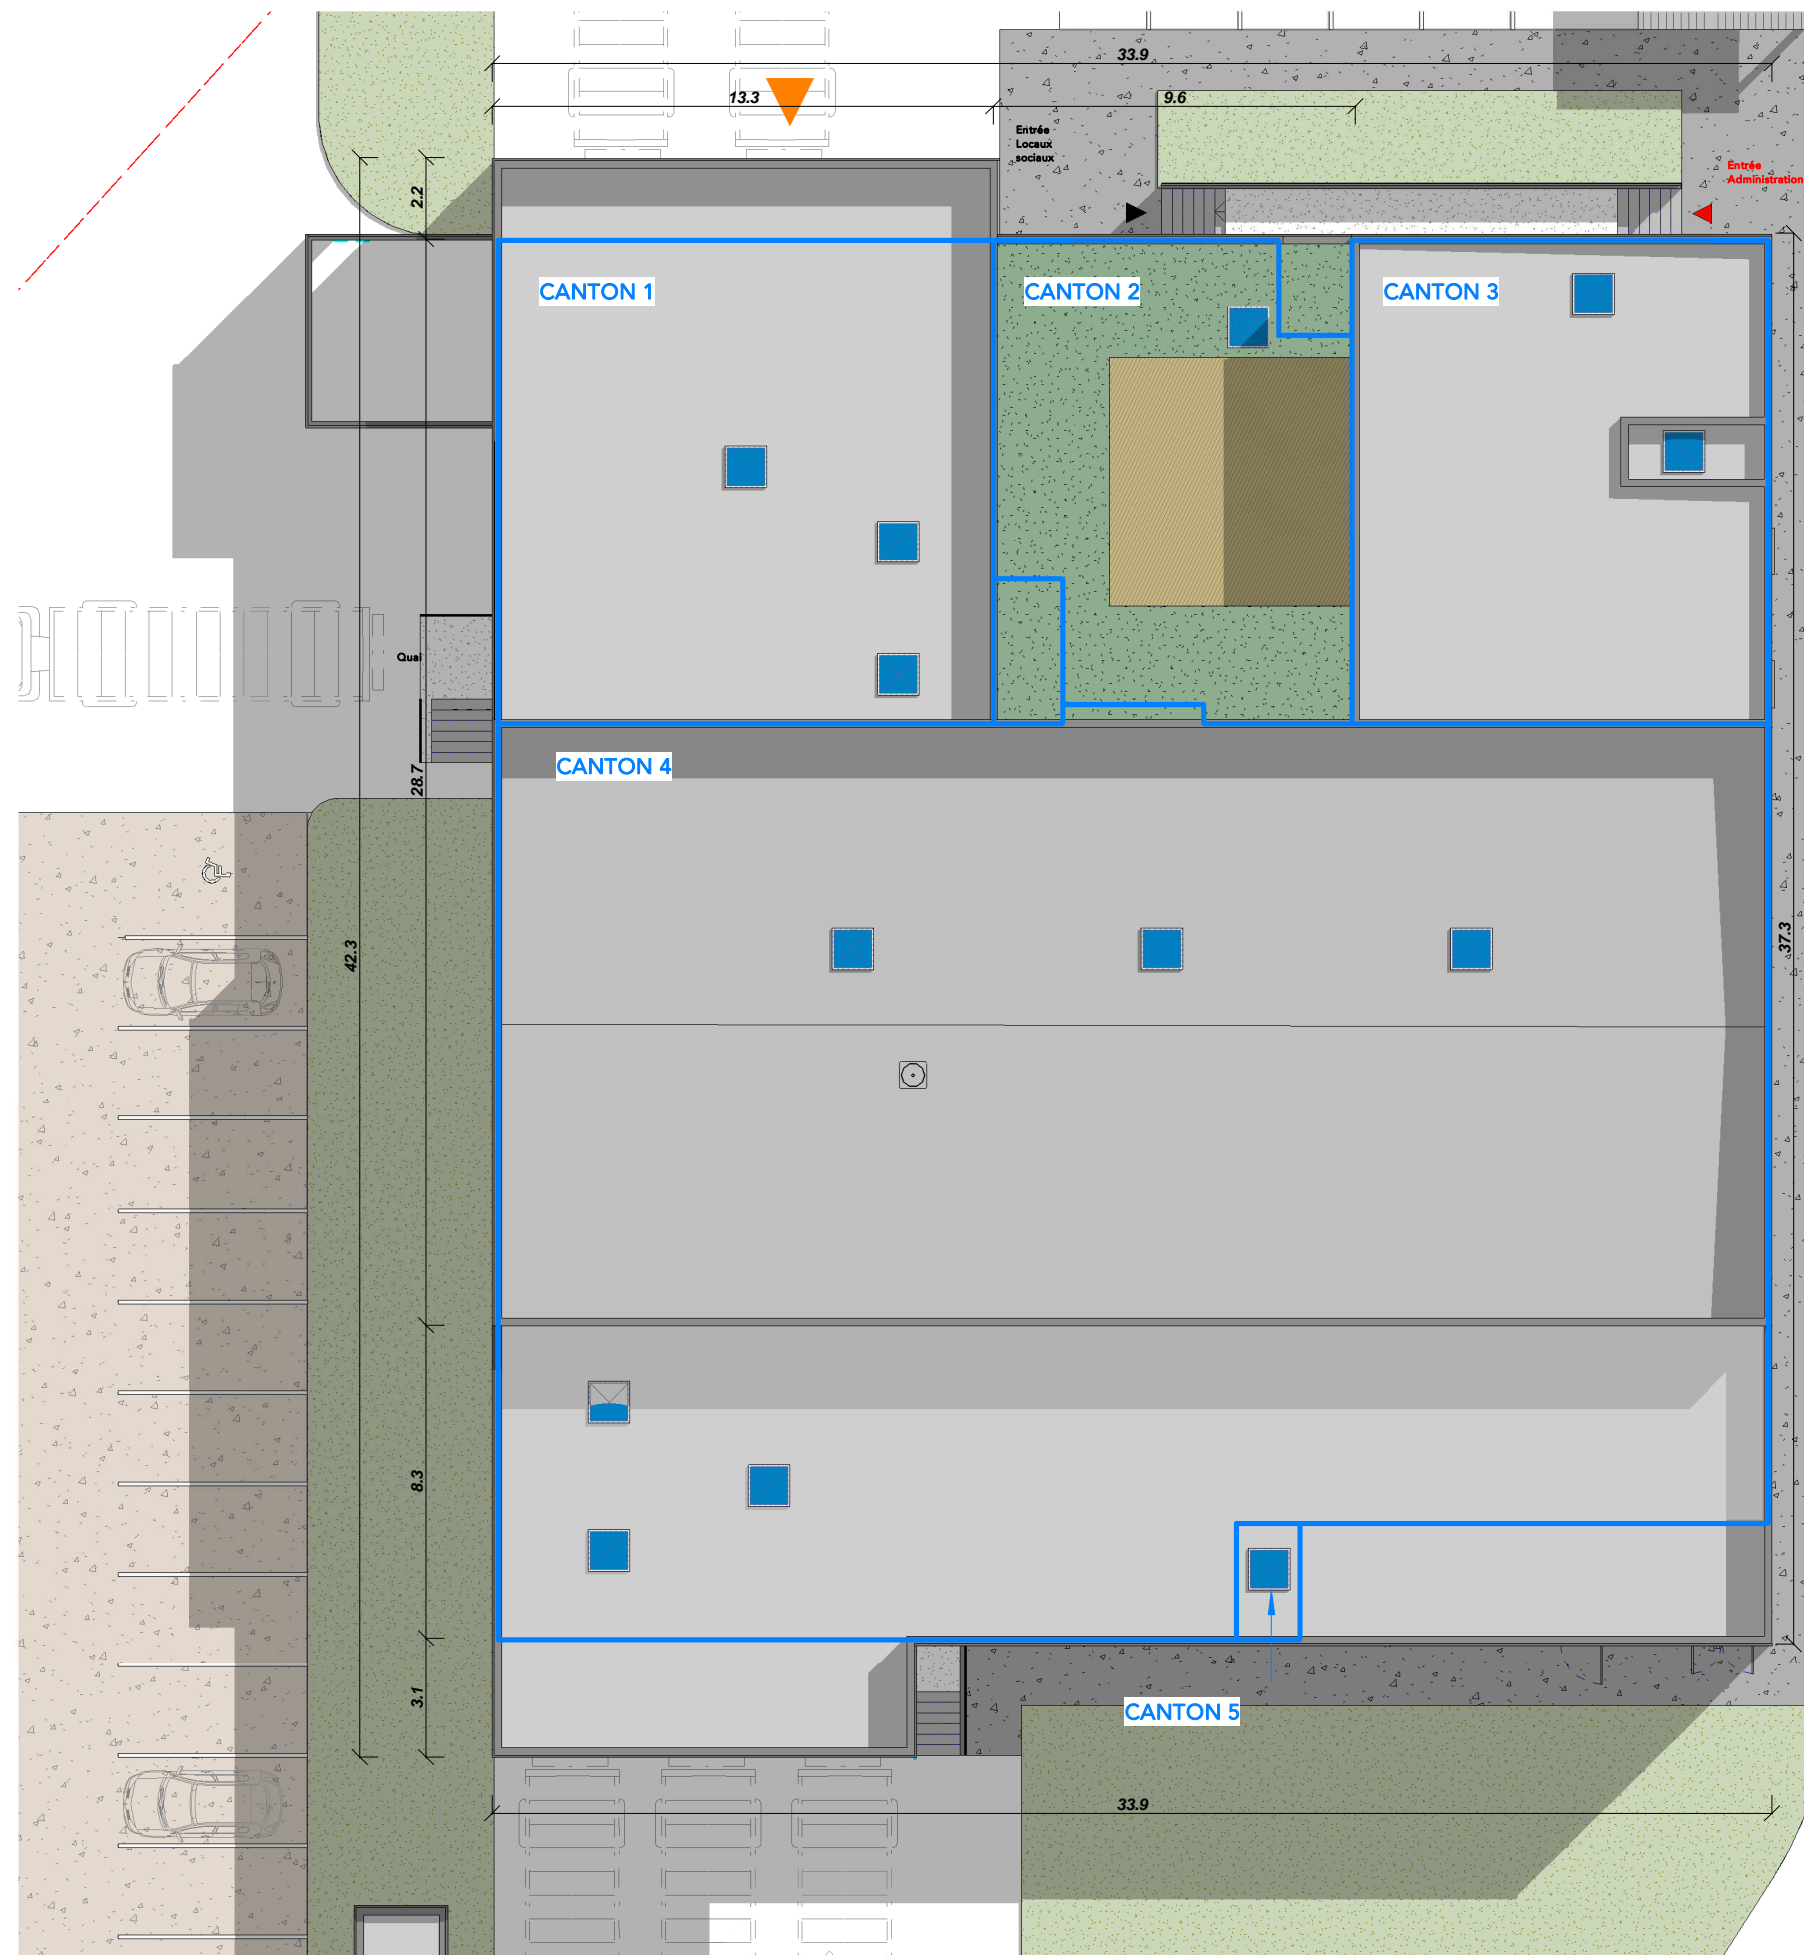 33.9
13.3
9.6
Entrée
Locaux
sociaux
Entrée
Administration
2.2
CANTON 1
CANTON 2
CANTON 3
Quai
28.7
CANTON 4
42.3
37.3
8.3
3.1
CANTON 5
33.9